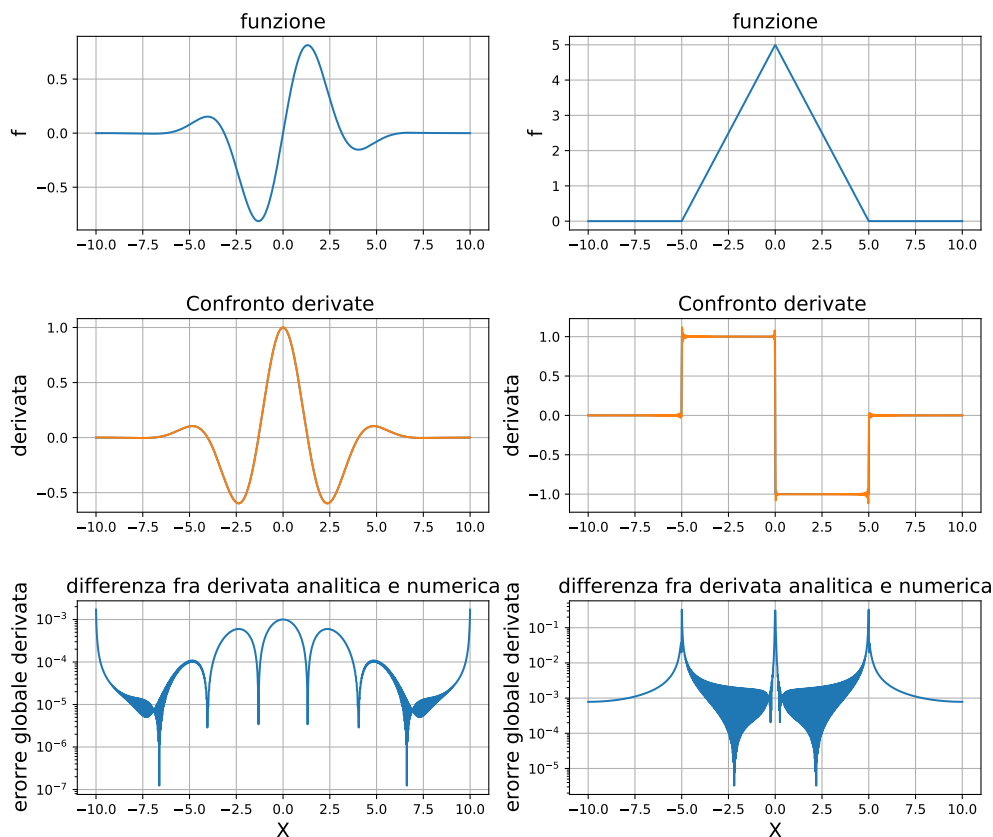 funzione
f
0.5
0.0
−0.5
−10.0 −7.5 −5.0 −2.5 0.0 2.5 5.0 7.5 10.0
funzione
f
5
4
3
2
1
0
−10.0 −7.5 −5.0 −2.5 0.0 2.5 5.0 7.5 10.0
Confronto derivate
derivata
1.0
0.5
0.0
−0.5
−10.0 −7.5 −5.0 −2.5 0.0 2.5 5.0 7.5 10.0
Confronto derivate
derivata
1.0
0.5
0.0
−0.5
−1.0
−10.0 −7.5 −5.0 −2.5 0.0 2.5 5.0 7.5 10.0
differenza fra derivata analitica e numerica
erorre globale derivata
10⁻³
10⁻⁴
10⁻⁵
10⁻⁶
10⁻⁷
−10.0 −7.5 −5.0 −2.5 0.0 2.5 5.0 7.5 10.0
X
differenza fra derivata analitica e numerica
erorre globale derivata
10⁻¹
10⁻²
10⁻³
10⁻⁴
10⁻⁵
−10.0 −7.5 −5.0 −2.5 0.0 2.5 5.0 7.5 10.0
X